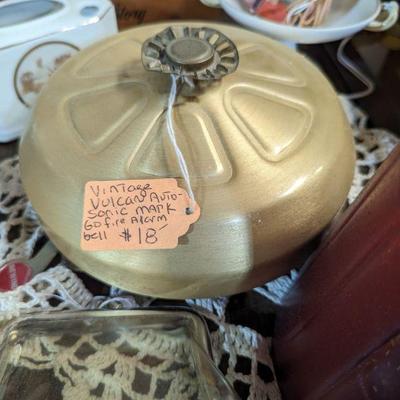 Vintage
Vulcan Auto-
Sonic Mark
60 fire Alarm
bell $18-